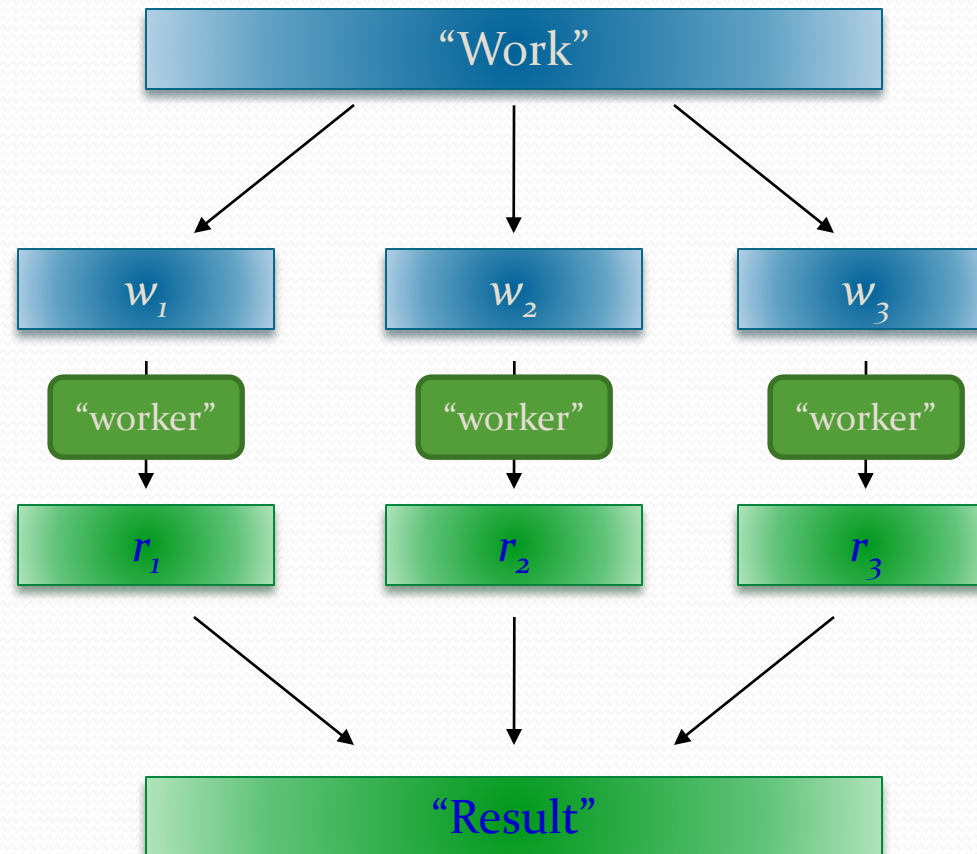 “Work”
w₁
w₂
w₃
“worker”
“worker”
“worker”
r₁
r₂
r₃
“Result”